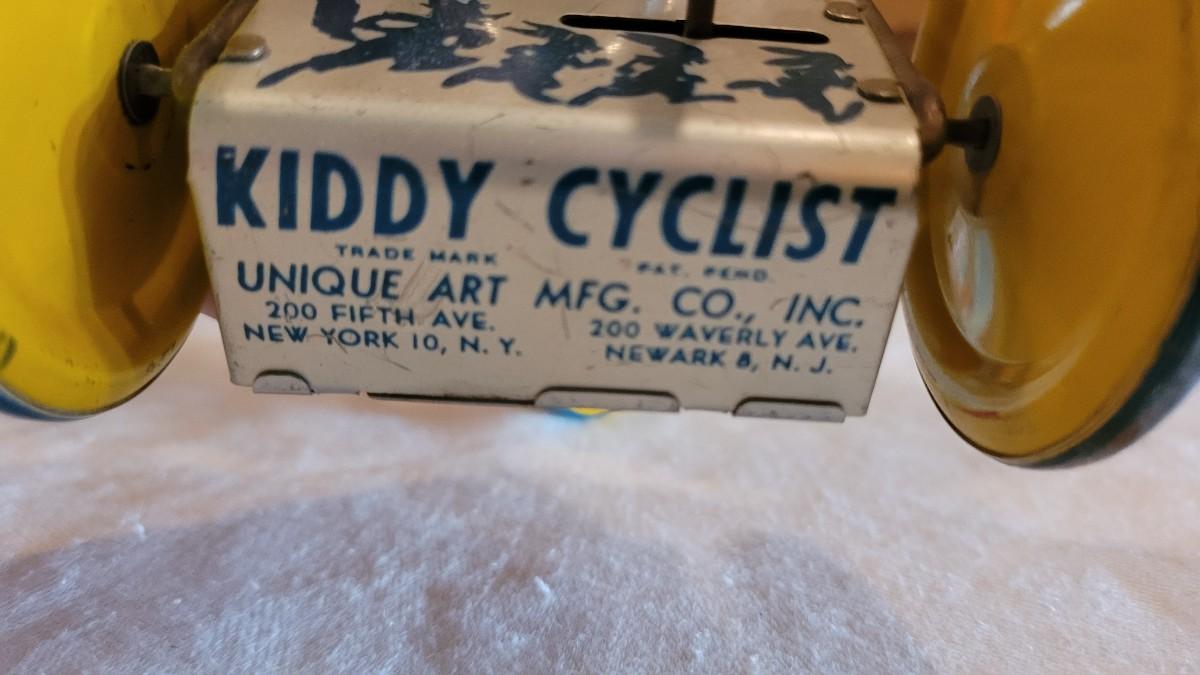 KIDDY CYCLIST
TRADE MARK PAT. PEND.
UNIQUE ART MFG. CO., INC.
200 FIFTH AVE. 200 WAVERLY AVE.
NEW YORK 10, N. Y. NEWARK 8, N. J.